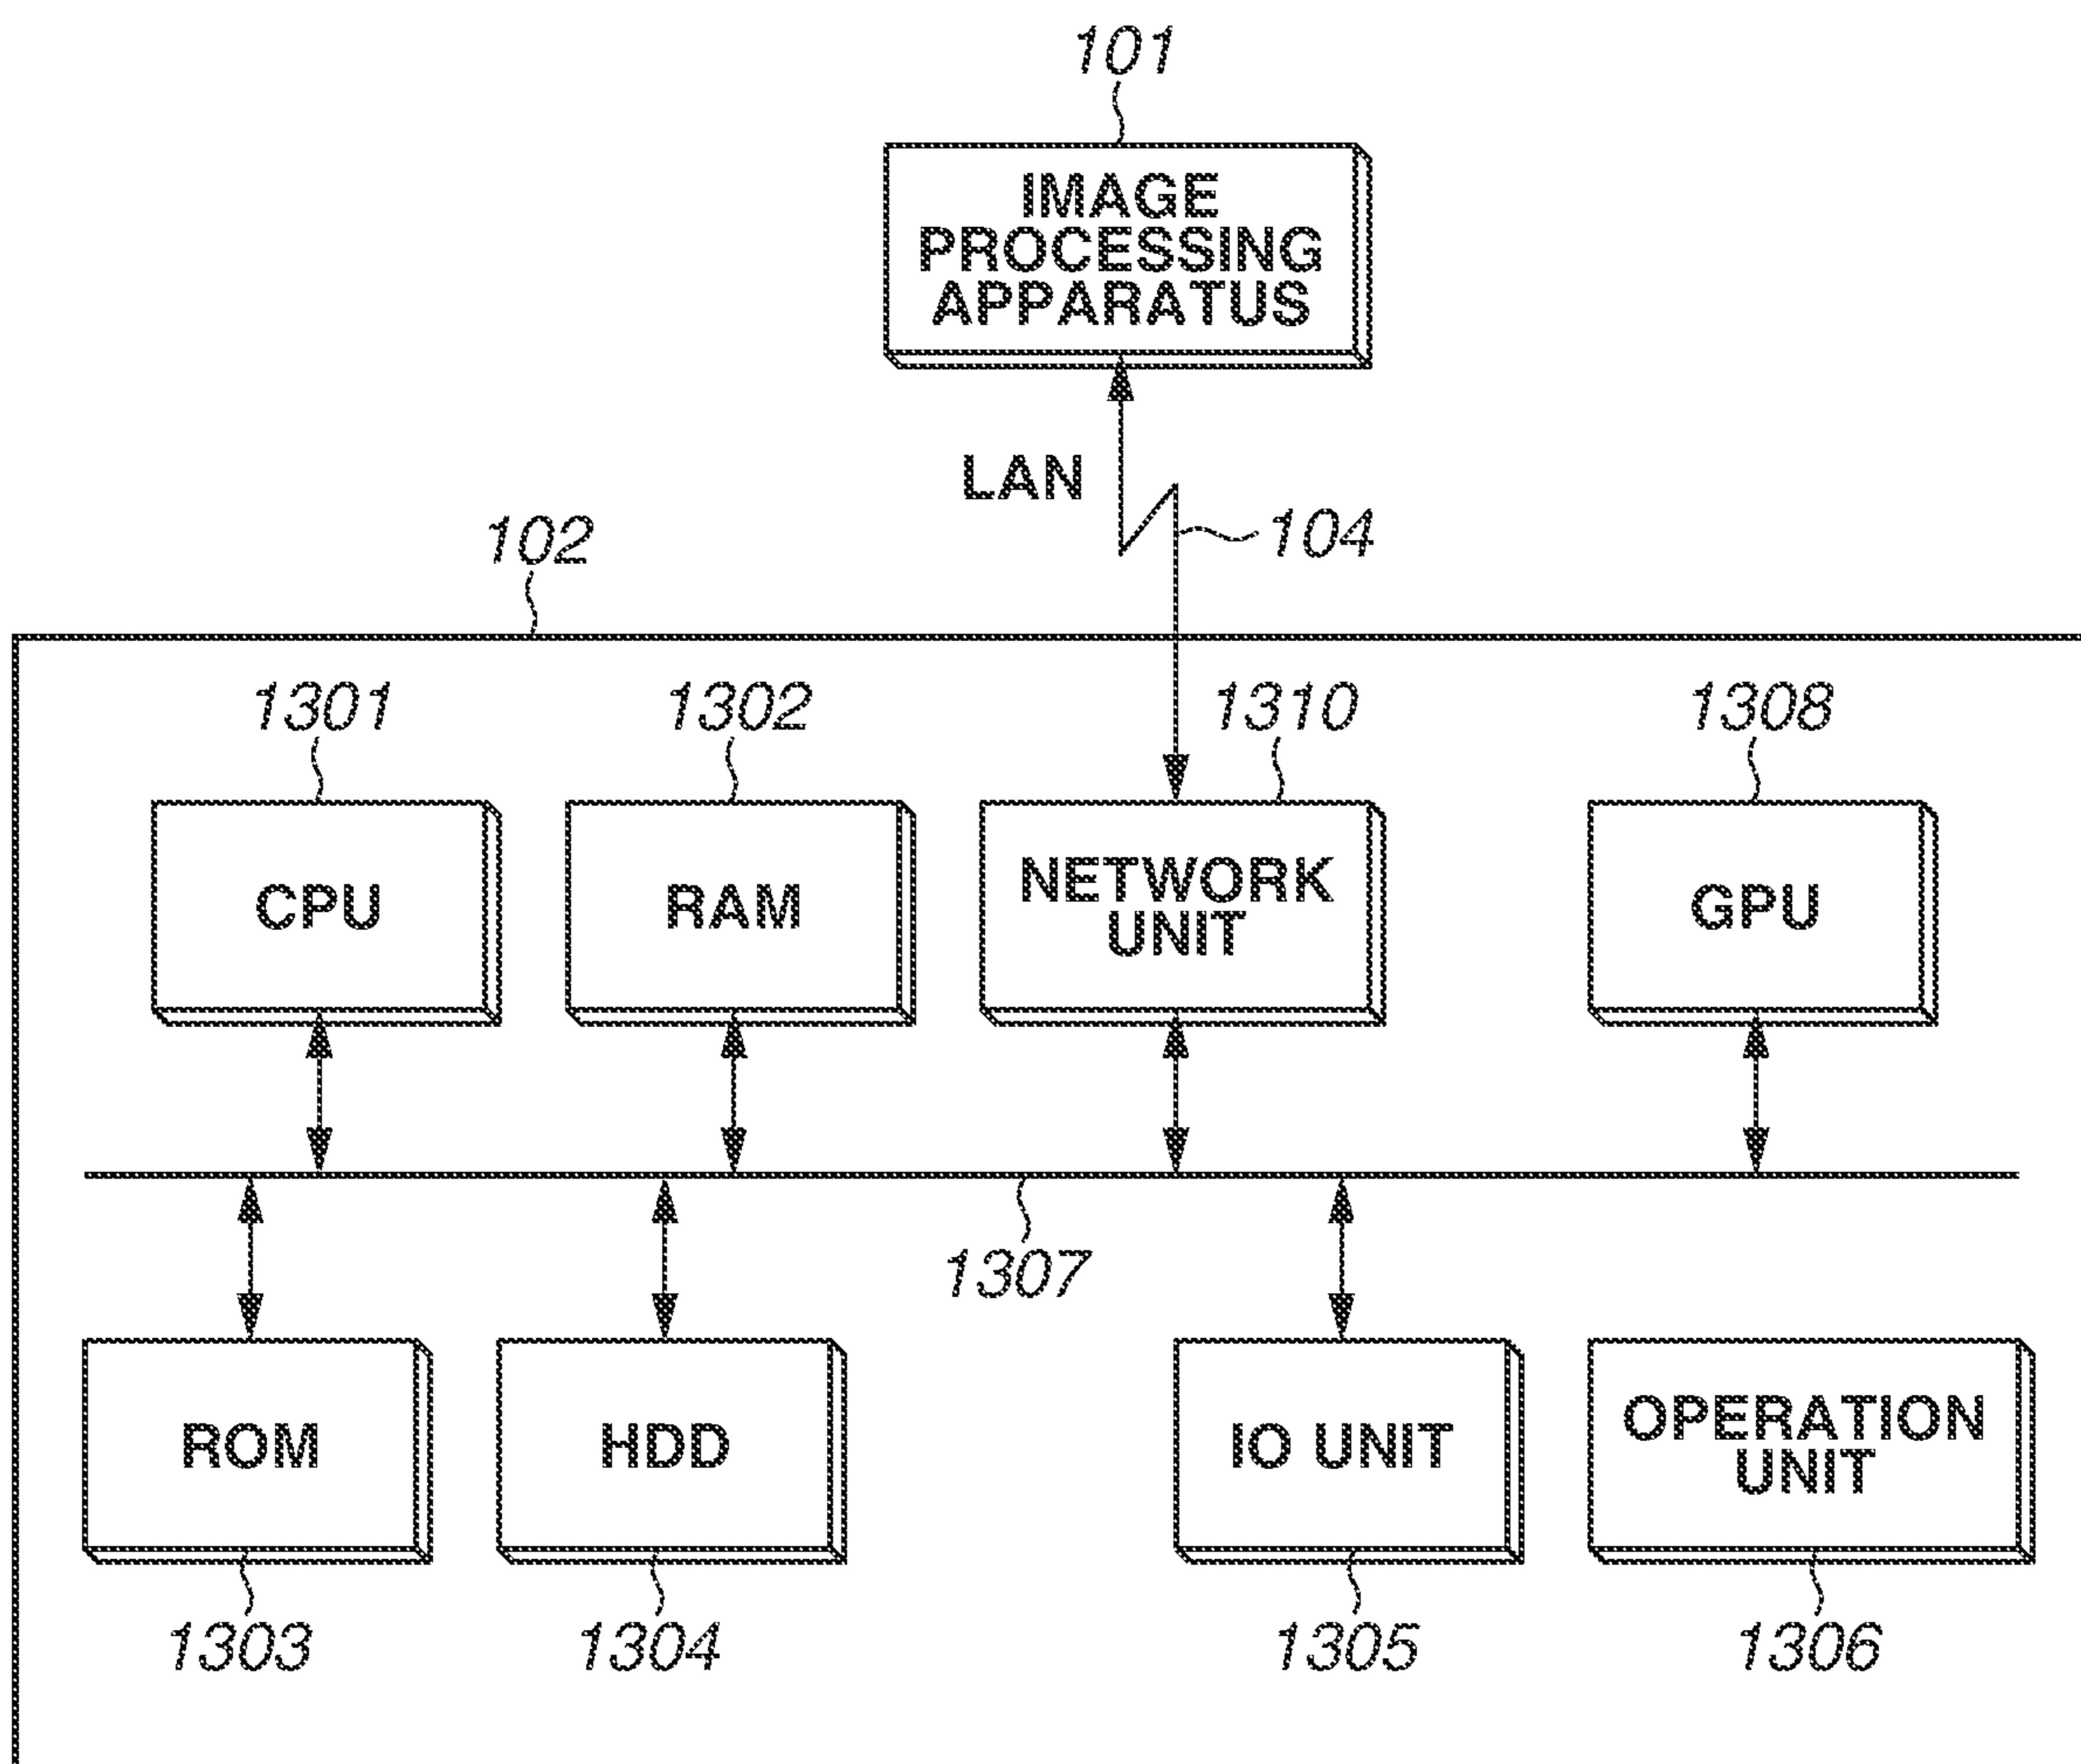 101
IMAGE
PROCESSING
APPARATUS
LAN
104
102
1301
1302
1310
1308
CPU
RAM
NETWORK
UNIT
GPU
1307
ROM
HDD
IO UNIT
OPERATION
UNIT
1303
1304
1305
1306